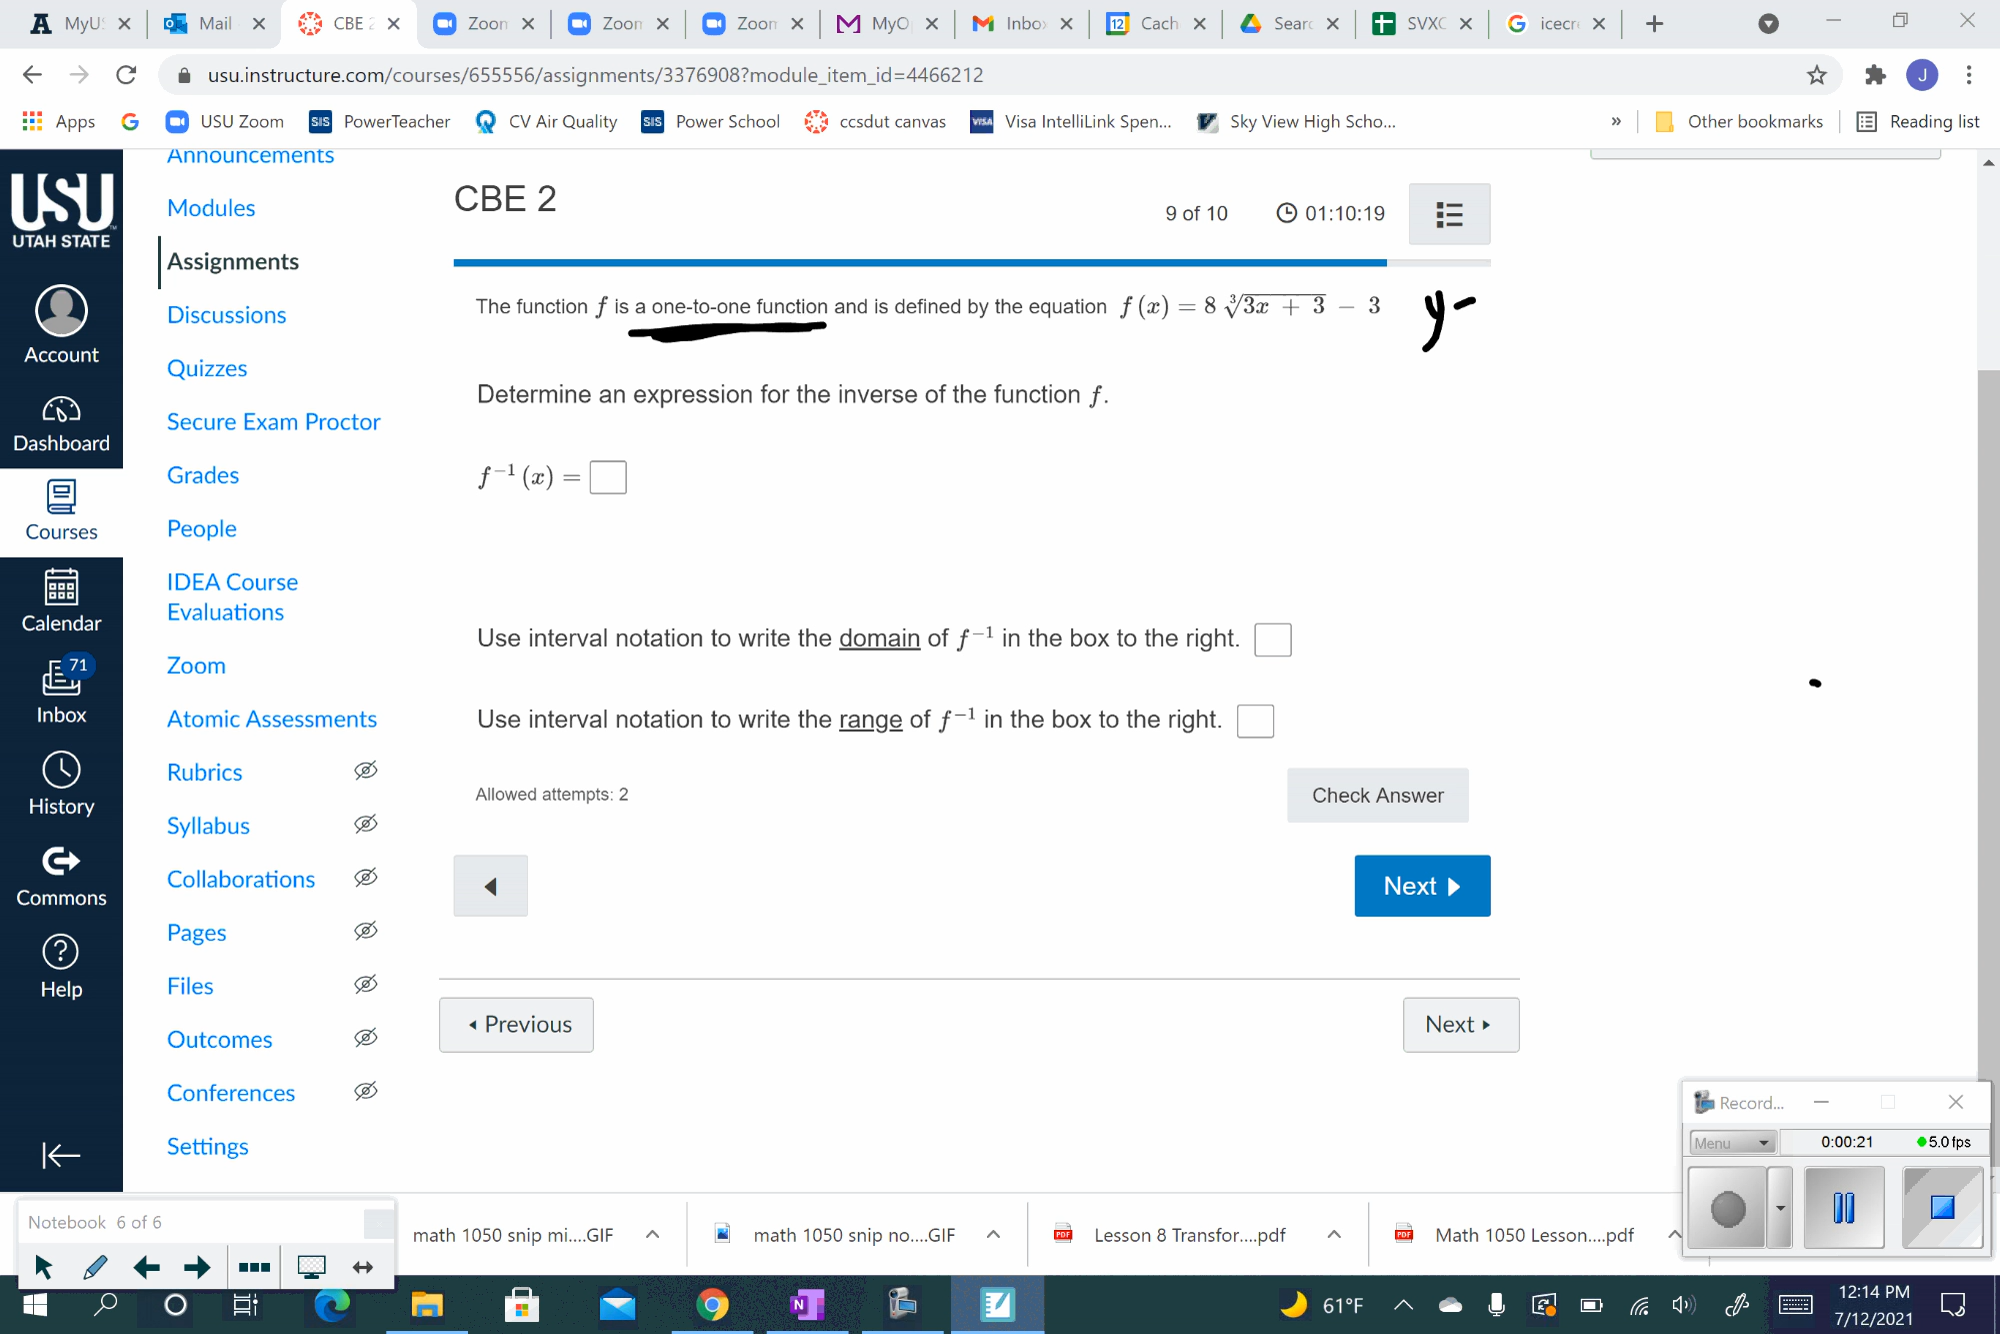 MyU
Mail
CBE 2
Zoom
Zoom
Zoom
MyO
Inbo
12
Cach
Sear
SVXC
icecr
usu.instructure.com/courses/655556/assignments/3376908?module_item_id=4466212
J
Apps
USU Zoom
SIS
PowerTeacher
CV Air Quality
SIS
Power School
ccsdut canvas
VISA
Visa IntelliLink Spen...
Sky View High Scho...
»
Other bookmarks
Reading list
USU
UTAH STATE
Account
Dashboard
Courses
Calendar
71
Inbox
History
Commons
Help
Announcements
Modules
Assignments
Discussions
Quizzes
Secure Exam Proctor
Grades
People
IDEA Course
Evaluations
Zoom
Atomic Assessments
Rubrics
Syllabus
Collaborations
Pages
Files
Outcomes
Conferences
Settings
CBE 2
9 of 10
01:10:19
The function f is a one-to-one function and is defined by the equation f (x) = 8 ∛(3x + 3) − 3
y-
Determine an expression for the inverse of the function f.
f⁻¹ (x) =
Use interval notation to write the domain of f⁻¹ in the box to the right.
Use interval notation to write the range of f⁻¹ in the box to the right.
Allowed attempts: 2
Check Answer
Next
Previous
Next
Record...
Menu
0:00:21
5.0 fps
Notebook 6 of 6
math 1050 snip mi....GIF
math 1050 snip no....GIF
PDF
Lesson 8 Transfor....pdf
PDF
Math 1050 Lesson....pdf
N
61°F
12:14 PM
7/12/2021